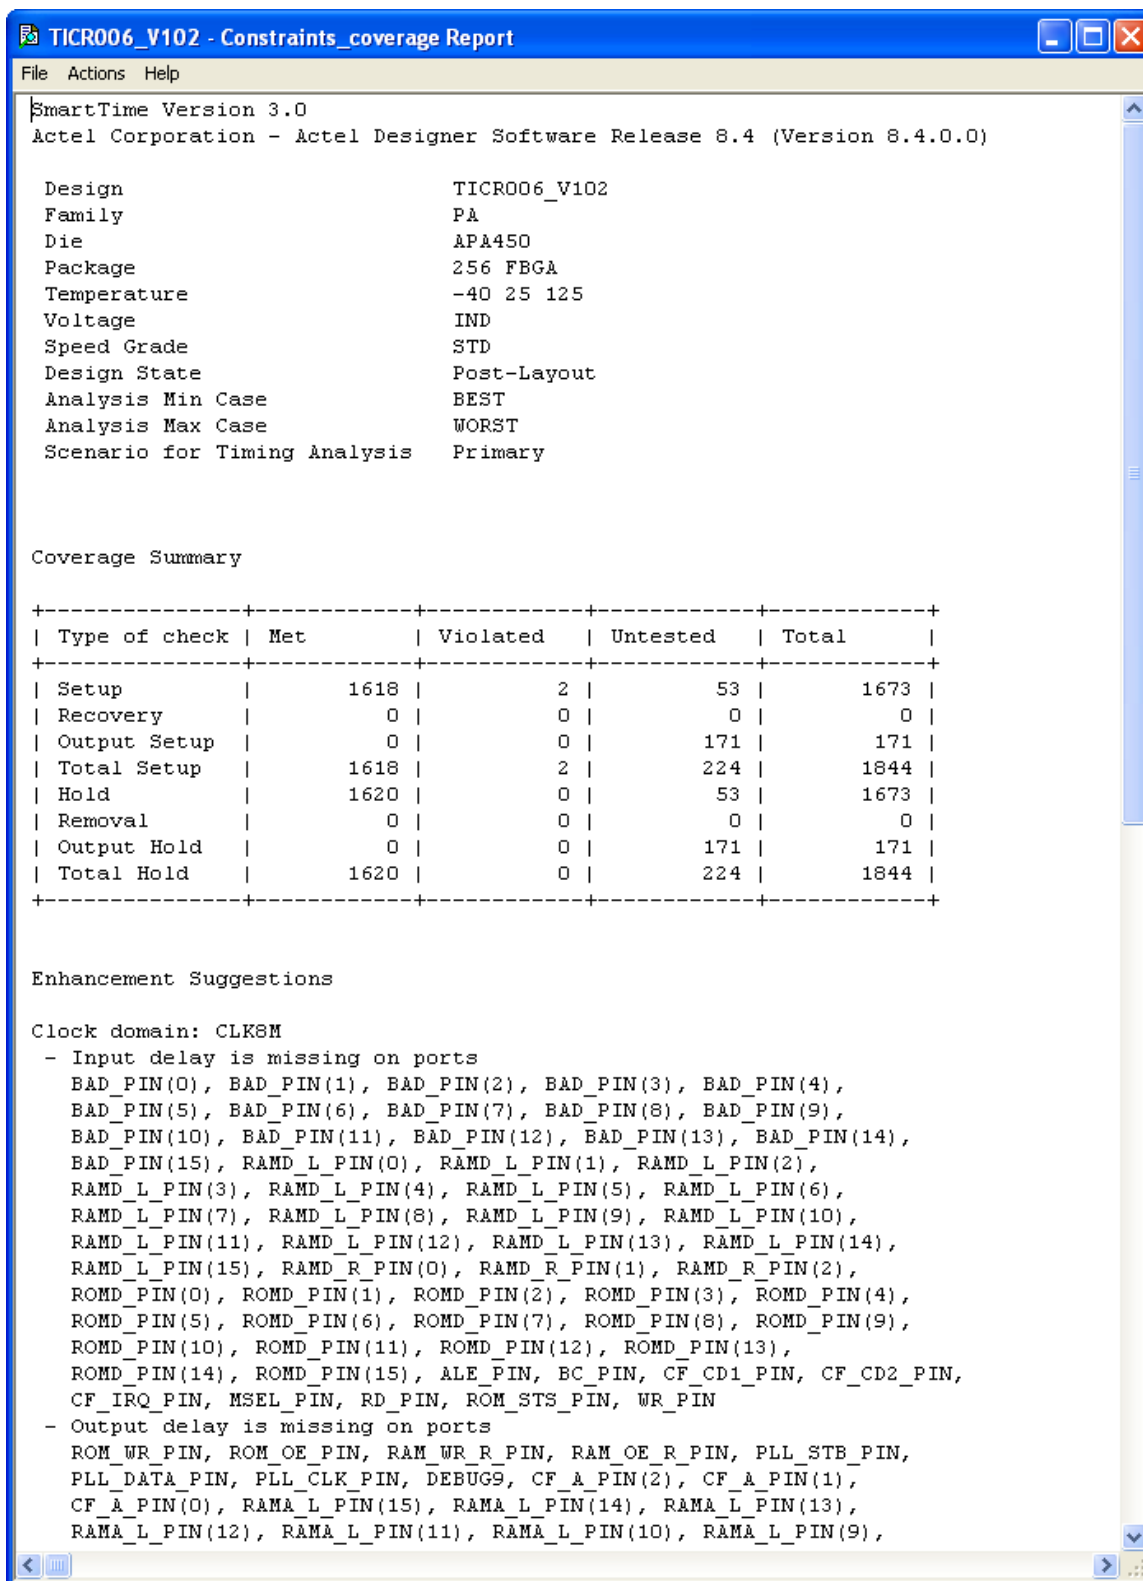 TICR006_V102 - Constraints_coverage Report
File Actions Help
SmartTime Version 3.0
Actel Corporation - Actel Designer Software Release 8.4 (Version 8.4.0.0)
Design TICR006_V102
Family PA
Die APA450
Package 256 FBGA
Temperature -40 25 125
Voltage IND
Speed Grade STD
Design State Post-Layout
Analysis Min Case BEST
Analysis Max Case WORST
Scenario for Timing Analysis Primary
Coverage Summary
+---------------+------------+------------+------------+------------+
| Type of check | Met | Violated | Untested | Total |
+---------------+------------+------------+------------+------------+
| Setup | 1618 | 2 | 53 | 1673 |
| Recovery | 0 | 0 | 0 | 0 |
| Output Setup | 0 | 0 | 171 | 171 |
| Total Setup | 1618 | 2 | 224 | 1844 |
| Hold | 1620 | 0 | 53 | 1673 |
| Removal | 0 | 0 | 0 | 0 |
| Output Hold | 0 | 0 | 171 | 171 |
| Total Hold | 1620 | 0 | 224 | 1844 |
+---------------+------------+------------+------------+------------+
Enhancement Suggestions
Clock domain: CLK8M
- Input delay is missing on ports
BAD_PIN(0), BAD_PIN(1), BAD_PIN(2), BAD_PIN(3), BAD_PIN(4),
BAD_PIN(5), BAD_PIN(6), BAD_PIN(7), BAD_PIN(8), BAD_PIN(9),
BAD_PIN(10), BAD_PIN(11), BAD_PIN(12), BAD_PIN(13), BAD_PIN(14),
BAD_PIN(15), RAMD_L_PIN(0), RAMD_L_PIN(1), RAMD_L_PIN(2),
RAMD_L_PIN(3), RAMD_L_PIN(4), RAMD_L_PIN(5), RAMD_L_PIN(6),
RAMD_L_PIN(7), RAMD_L_PIN(8), RAMD_L_PIN(9), RAMD_L_PIN(10),
RAMD_L_PIN(11), RAMD_L_PIN(12), RAMD_L_PIN(13), RAMD_L_PIN(14),
RAMD_L_PIN(15), RAMD_R_PIN(0), RAMD_R_PIN(1), RAMD_R_PIN(2),
ROMD_PIN(0), ROMD_PIN(1), ROMD_PIN(2), ROMD_PIN(3), ROMD_PIN(4),
ROMD_PIN(5), ROMD_PIN(6), ROMD_PIN(7), ROMD_PIN(8), ROMD_PIN(9),
ROMD_PIN(10), ROMD_PIN(11), ROMD_PIN(12), ROMD_PIN(13),
ROMD_PIN(14), ROMD_PIN(15), ALE_PIN, BC_PIN, CF_CD1_PIN, CF_CD2_PIN,
CF_IRQ_PIN, MSEL_PIN, RD_PIN, ROM_STS_PIN, WR_PIN
- Output delay is missing on ports
ROM_WR_PIN, ROM_OE_PIN, RAM_WR_R_PIN, RAM_OE_R_PIN, PLL_STB_PIN,
PLL_DATA_PIN, PLL_CLK_PIN, DEBUG9, CF_A_PIN(2), CF_A_PIN(1),
CF_A_PIN(0), RAMA_L_PIN(15), RAMA_L_PIN(14), RAMA_L_PIN(13),
RAMA_L_PIN(12), RAMA_L_PIN(11), RAMA_L_PIN(10), RAMA_L_PIN(9),